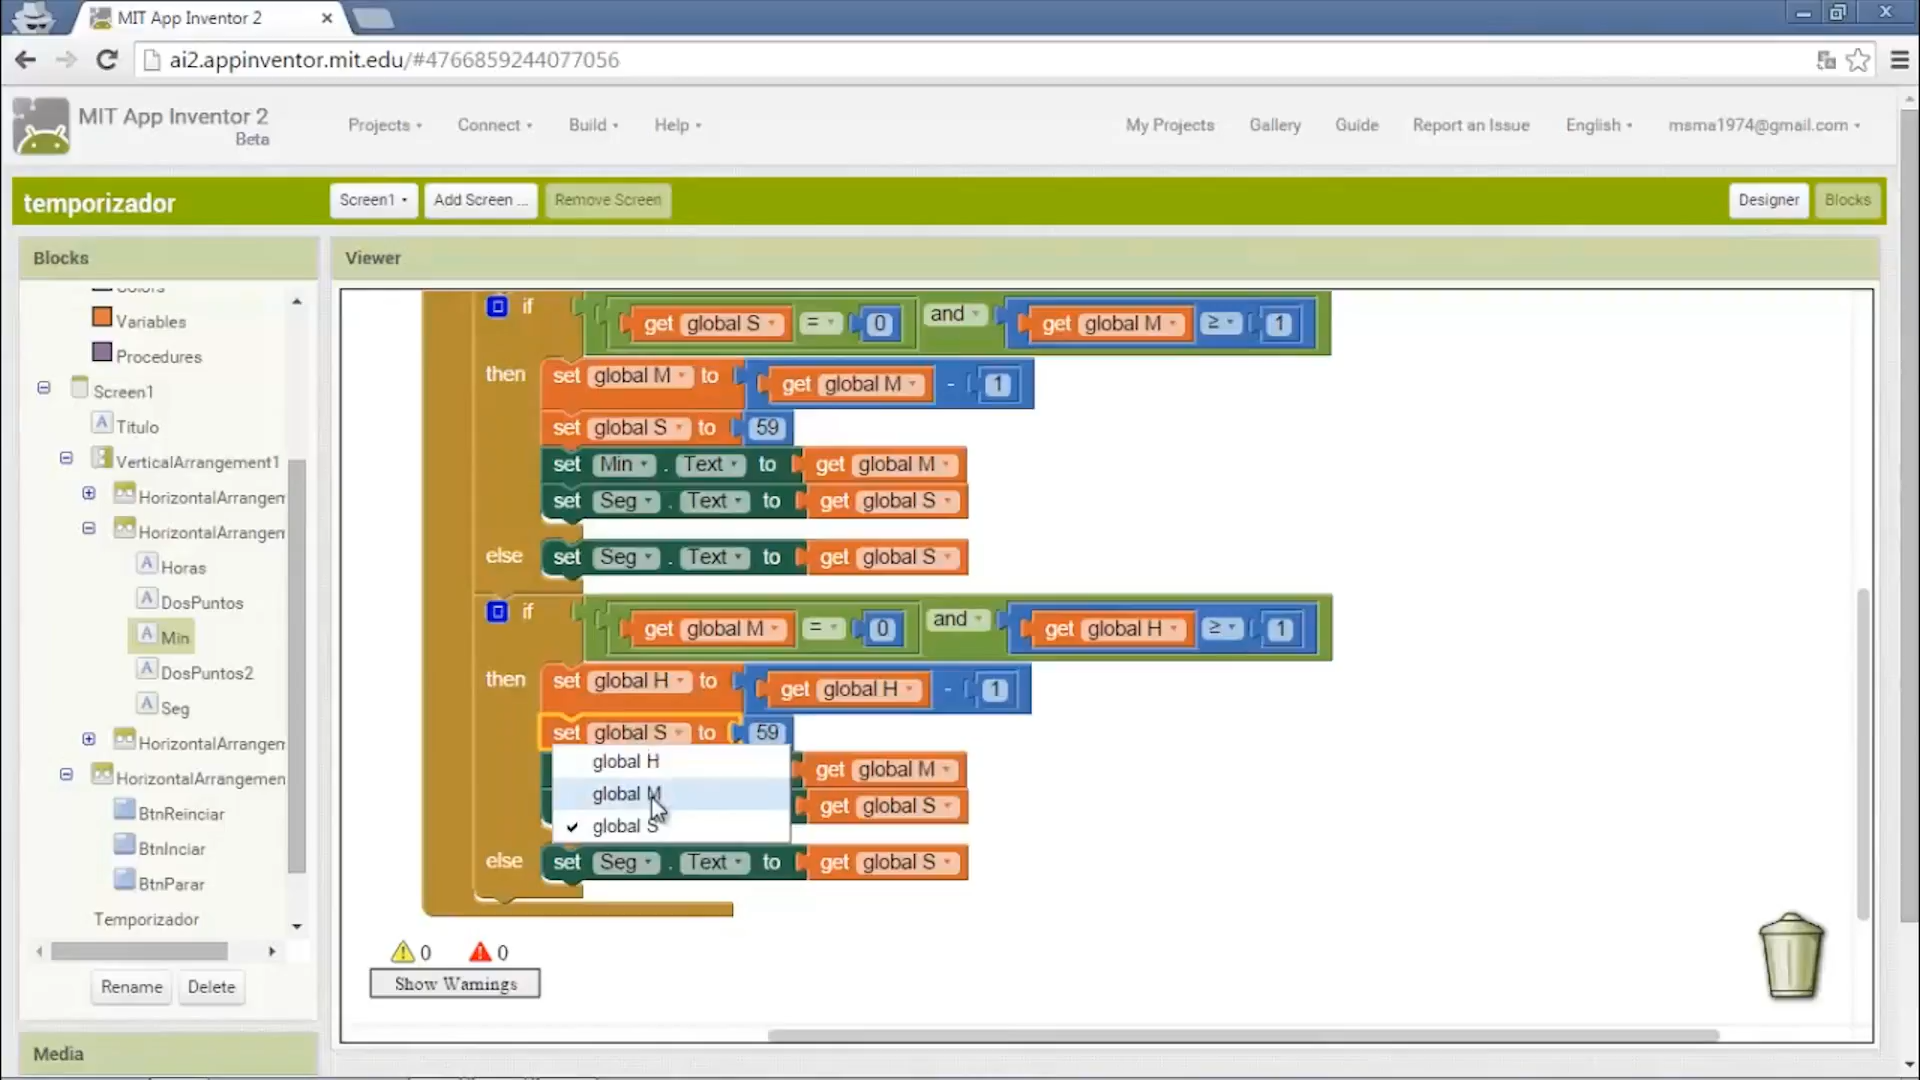 MIT App Inventor 2
ai2.appinventor.mit.edu/#4766859244077056
MIT App Inventor 2
Beta
Projects
Connect
Build
Help
My Projects
Gallery
Guide
Report an Issue
English
msma1974@gmail.com
temporizador
Screen1
Add Screen ...
Remove Screen
Designer
Blocks
Blocks
Colors
Variables
Procedures
Screen1
Titulo
VerticalArrangement1
HorizontalArrangen
HorizontalArrangen
Horas
DosPuntos
Min
DosPuntos2
Seg
HorizontalArrangen
HorizontalArrangemen
BtnReinciar
BtnInciar
BtnParar
Temporizador
Rename
Delete
Media
Viewer
if get global S = 0 and get global M ≥ 1
then set global M to get global M - 1
set global S to 59
set Min . Text to get global M
set Seg . Text to get global S
else set Seg . Text to get global S
if get global M = 0 and get global H ≥ 1
then set global H to get global H - 1
set global S to 59
global H
global M
global S
get global M
get global S
else set Seg . Text to get global S
0 0
Show Warnings